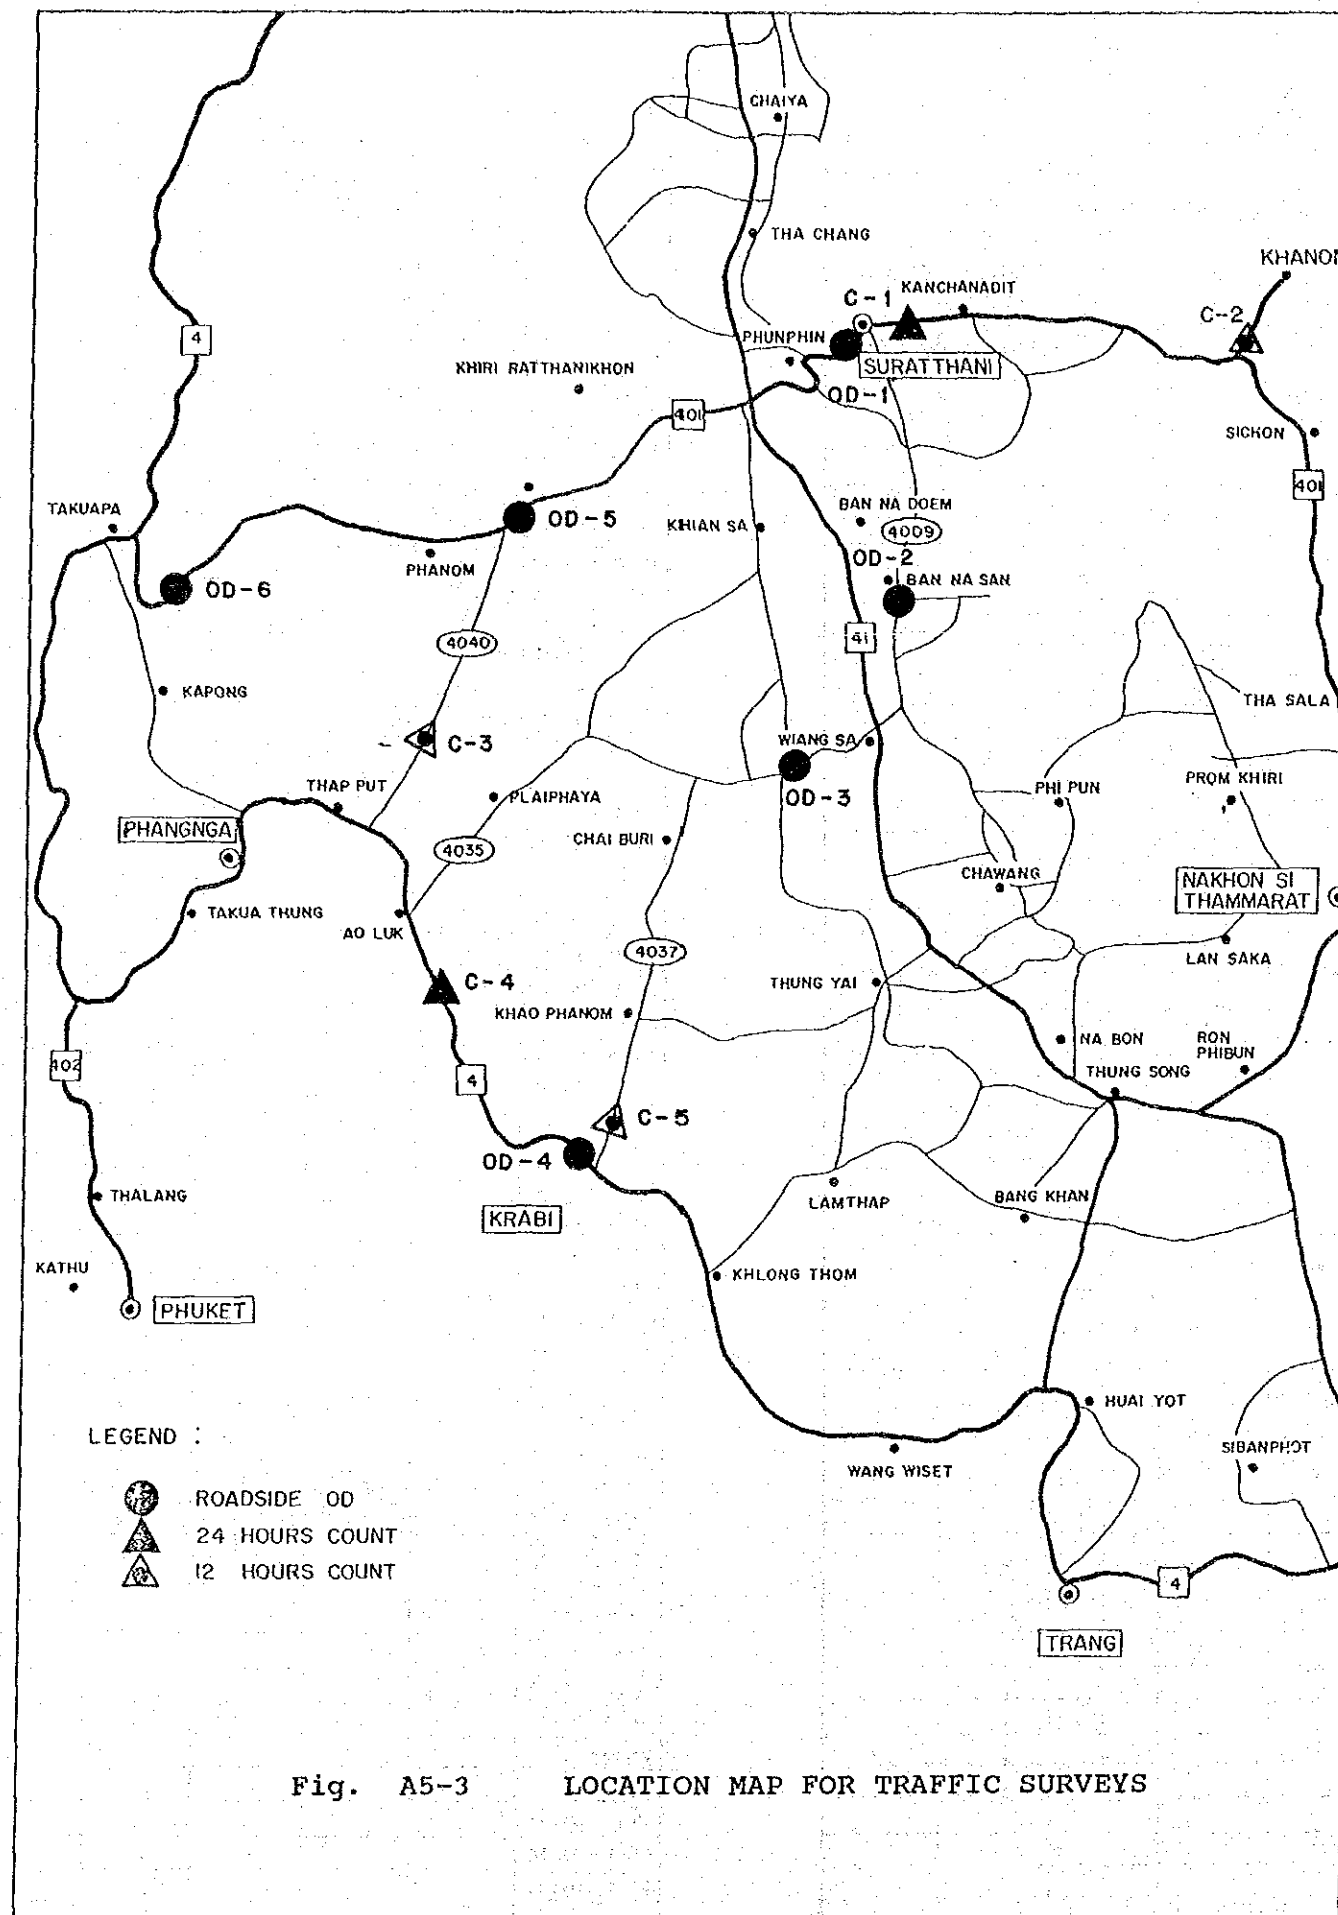 CHAIYA
THA CHANG
KHANOM
KANCHANADIT
C-1
C-2
4
PHUNPHIN
SURATTHANI
KHIRI RATTHANIKHON
OD-1
401
SICHON
401
TAKUAPA
BAN NA DOEM
OD-5
KHIAN SA
4009
OD-2
PHANOM
BAN NA SAN
OD-6
4040
41
KAPONG
THA SALA
C-3
WIANG SA
THAP PUT
PLAIPHAYA
OD-3
PHI PUN
PROM KHIRI
PHANGNGA
CHAI BURI
4035
CHAWANG
NAKHON SI
THAMMARAT
TAKUA THUNG
AO LUK
4037
LAN SAKA
C-4
THUNG YAI
KHAO PHANOM
NA BON
RON
PHIBUN
402
4
THUNG SONG
C-5
OD-4
THALANG
LAMTHAP
BANG KHAN
KRABI
KATHU
KHLONG THOM
PHUKET
HUAI YOT
LEGEND :
SIBANPHOT
WANG WISET
ROADSIDE OD
24 HOURS COUNT
12 HOURS COUNT
4
TRANG
Fig. A5-3 LOCATION MAP FOR TRAFFIC SURVEYS